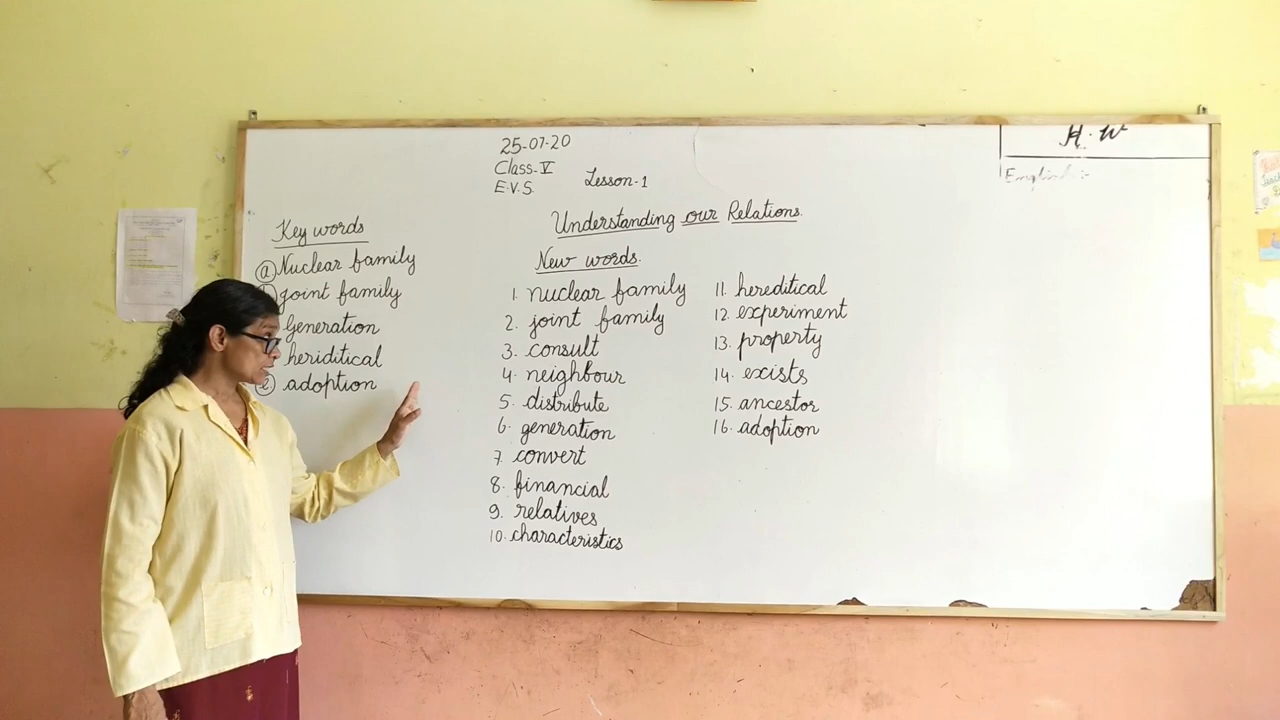 25-07-20
Class-V
E.V.S.
Lesson-1
H.W
English:-
Understanding our Relations.
Key words
(a) Nuclear family
joint family
Generation
heriditical
(e) adoption
New words.
1. nuclear family
2. joint family
3. consult
4. neighbour
5. distribute
6. generation
7. convert
8. financial
9. relatives
10. characteristics
11. hereditical
12. experiment
13. property
14. exists
15. ancestor
16. adoption